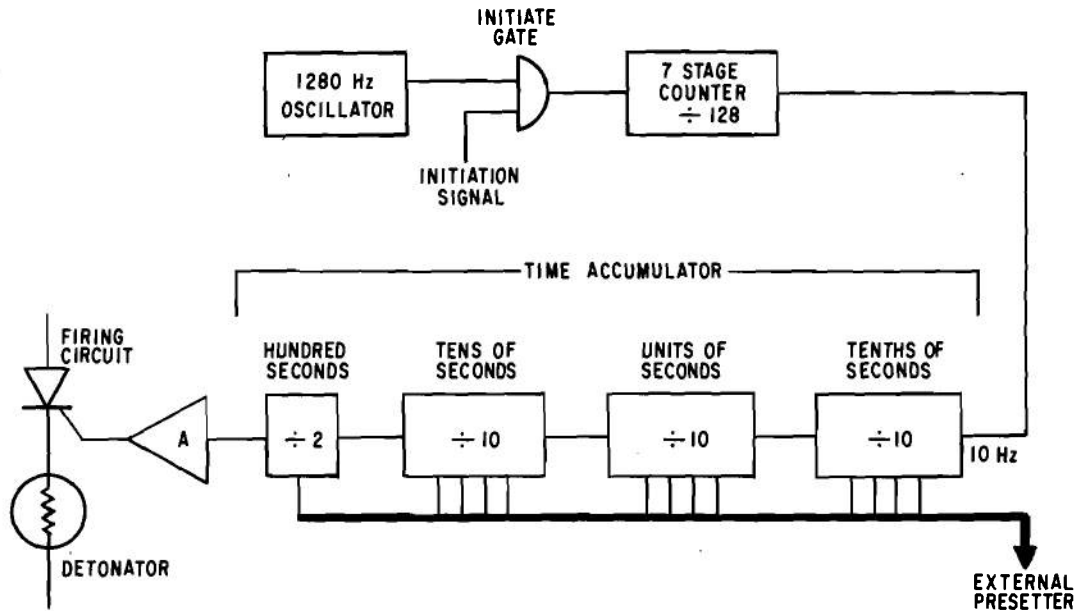 INITIATE
GATE
1280 Hz
OSCILLATOR
7 STAGE
COUNTER
÷ 128
INITIATION
SIGNAL
TIME ACCUMULATOR
FIRING
CIRCUIT
HUNDRED
SECONDS
TENS OF
SECONDS
UNITS OF
SECONDS
TENTHS OF
SECONDS
A
÷ 2
÷ 10
÷ 10
÷ 10
10 Hz
DETONATOR
EXTERNAL
PRESETTER